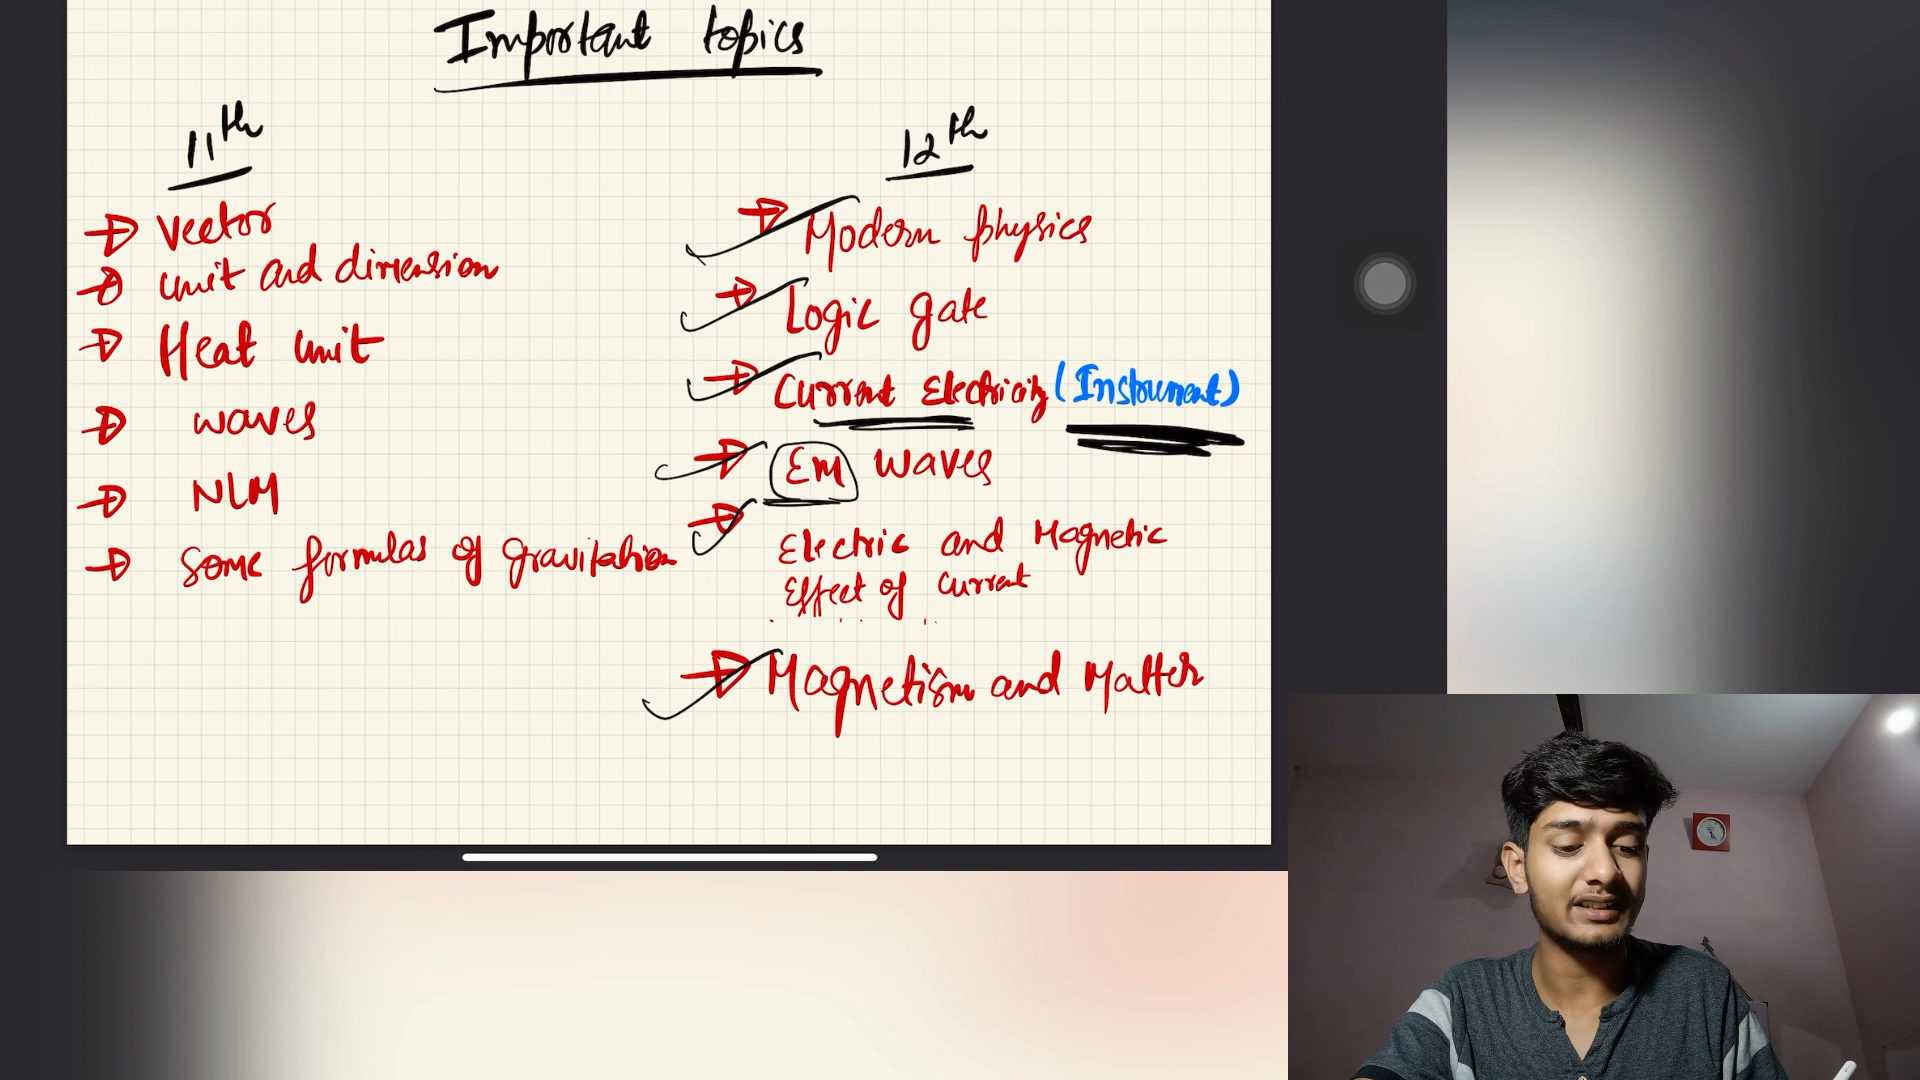 Important topics
11th
→ Vector
→ unit and dimension
→ Heat unit
→ waves
→ NLM
→ Some formulas of gravitation
12th
→ Modern physics
→ Logic gate
→ Current Electricity (Instrument)
→ Em waves
→ Electric and Magnetic
Effect of current
→ Magnetism and Matter